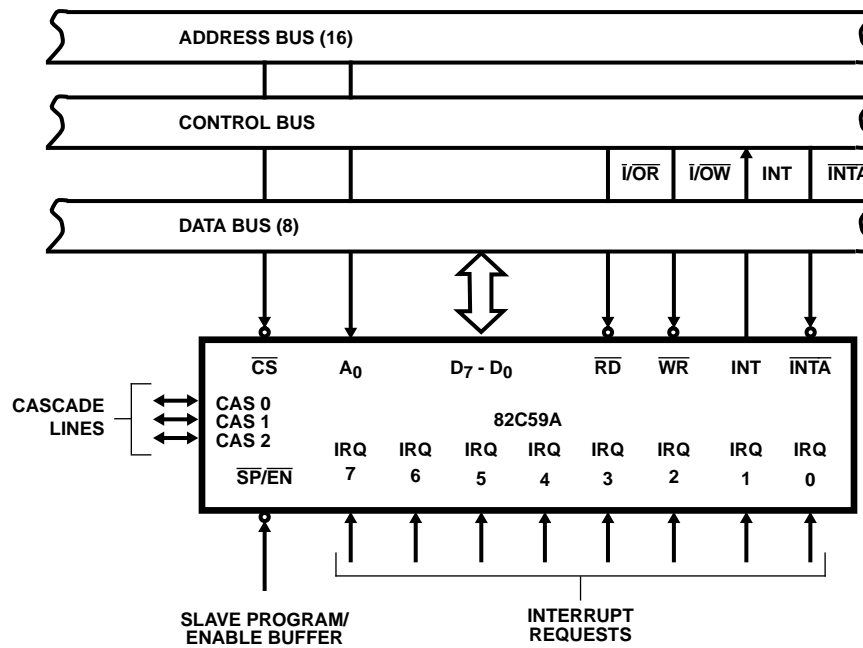 ADDRESS BUS (16)
CONTROL BUS
I/OR I/OW INT INTA
DATA BUS (8)
CS A0 D7 - D0 RD WR INT INTA
CASCADE
LINES
CAS 0
CAS 1
CAS 2
82C59A
IRQ IRQ IRQ IRQ IRQ IRQ IRQ IRQ
7 6 5 4 3 2 1 0
SP/EN
SLAVE PROGRAM/
ENABLE BUFFER
INTERRUPT
REQUESTS